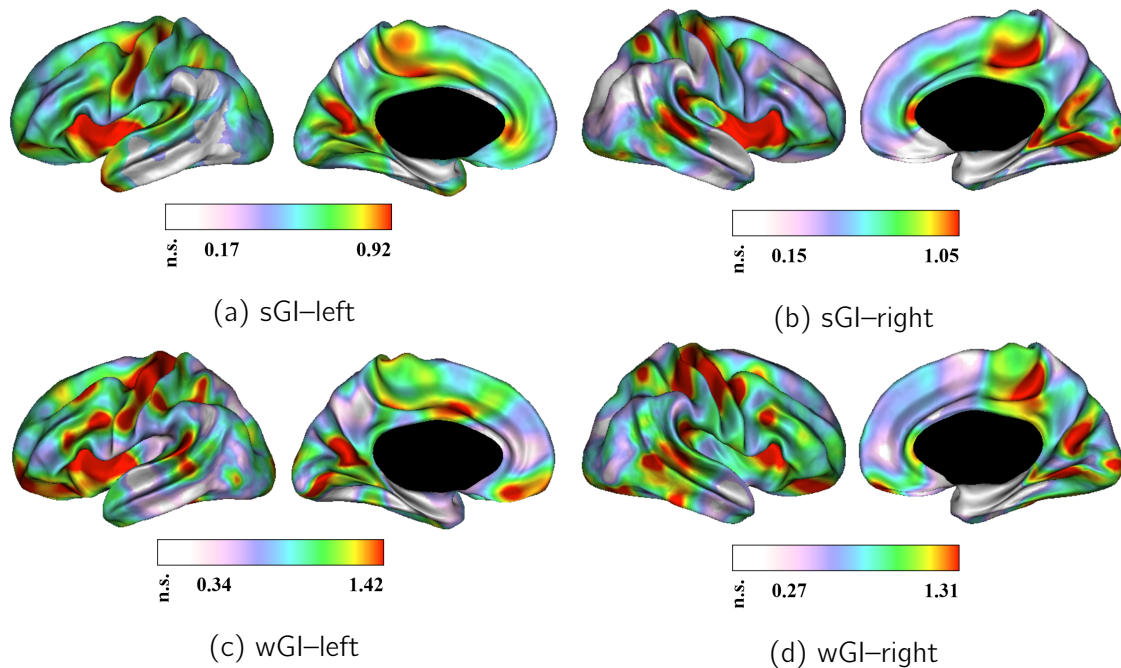 n.s. 0.17 0.92
n.s. 0.15 1.05
(a) sGI–left
(b) sGI–right
n.s. 0.34 1.42
n.s. 0.27 1.31
(c) wGI–left
(d) wGI–right